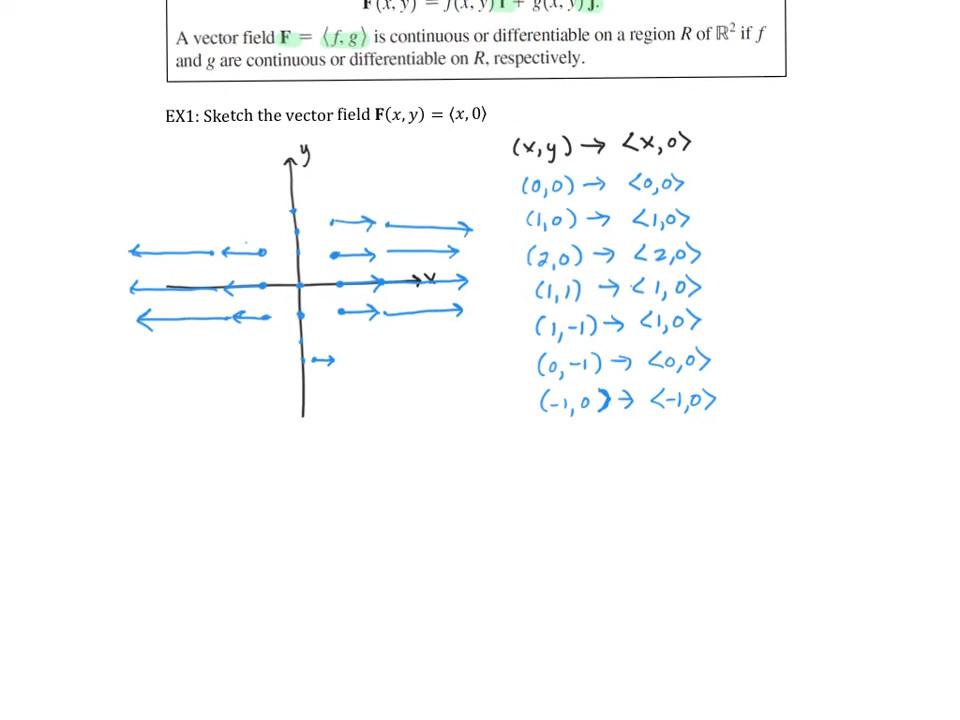 F(x, y) = f(x, y) i + g(x, y) j.
A vector field F = ⟨f, g⟩ is continuous or differentiable on a region R of ℝ² if f
and g are continuous or differentiable on R, respectively.
EX1: Sketch the vector field F(x, y) = ⟨x, 0⟩
y
x
(x,y) → <x,0>
(0,0) → <0,0>
(1,0) → <1,0>
(2,0) → <2,0>
(1,1) → <1,0>
(1,-1) → <1,0>
(0,-1) → <0,0>
(-1,0) → <-1,0>